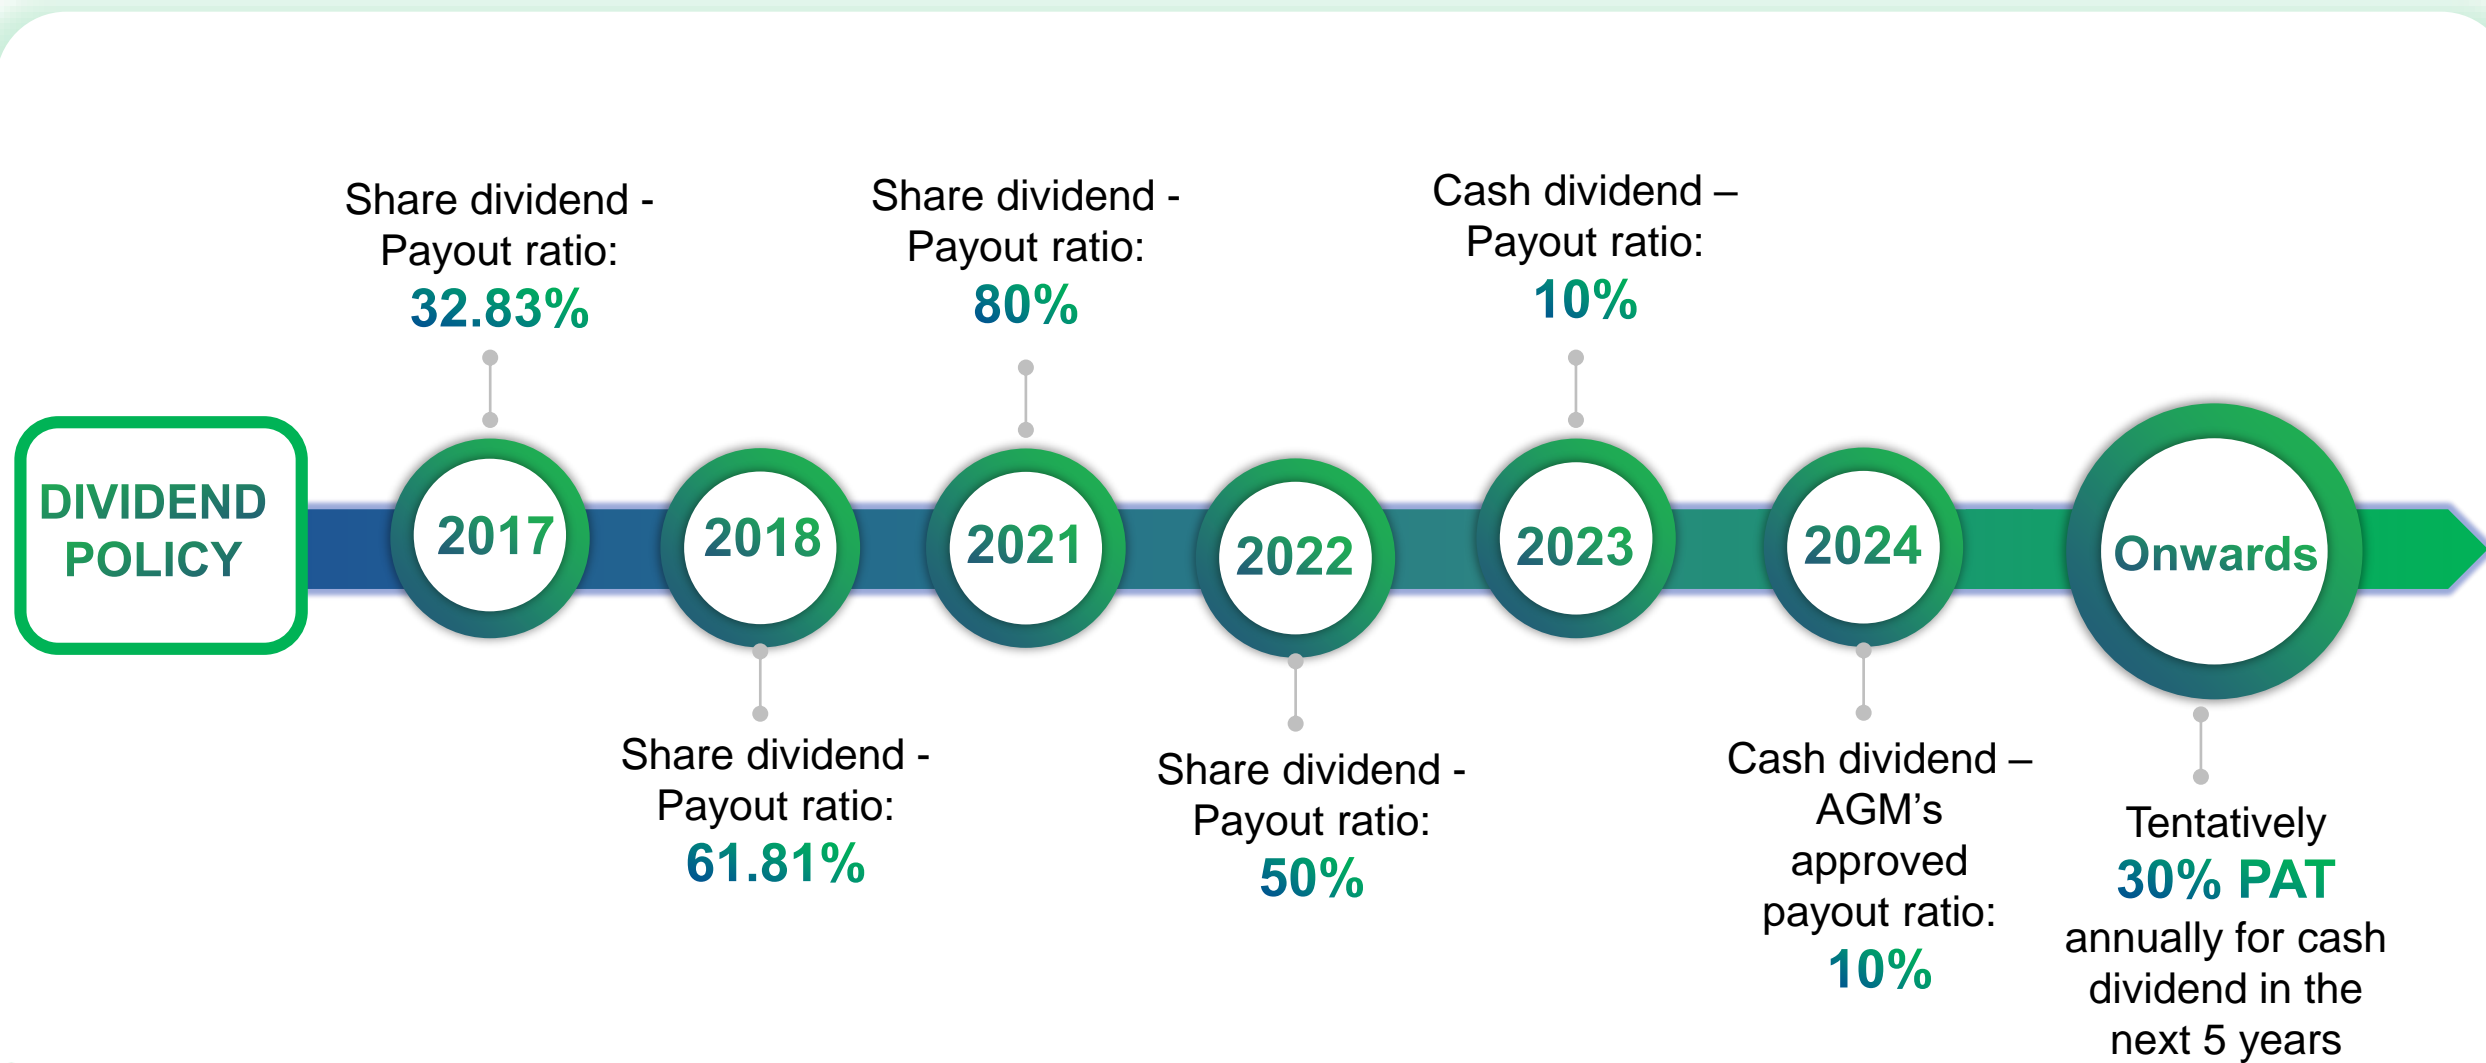 DIVIDEND
POLICY
Share dividend -
Payout ratio:
32.83%
2017
2018
Share dividend -
Payout ratio:
61.81%
Share dividend -
Payout ratio:
80%
2021
2022
Share dividend -
Payout ratio:
50%
Cash dividend –
Payout ratio:
10%
2023
2024
Cash dividend –
AGM’s
approved
payout ratio:
10%
Onwards
Tentatively
30% PAT
annually for cash
dividend in the
next 5 years